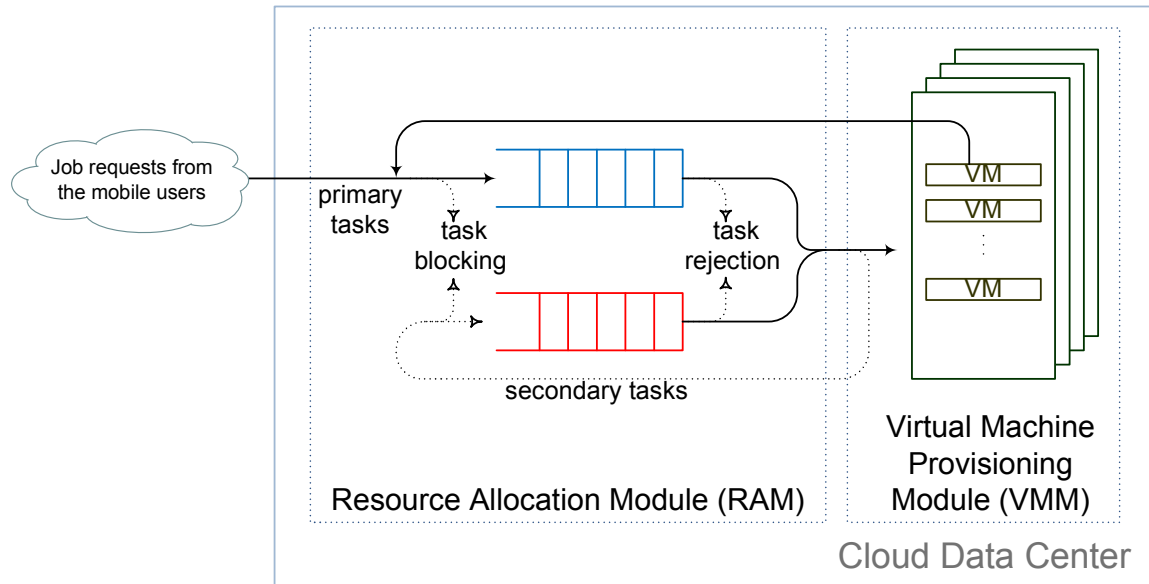 Job requests from
the mobile users
primary
tasks
task
blocking
task
rejection
secondary tasks
VM
VM
VM
Resource Allocation Module (RAM)
Virtual Machine
Provisioning
Module (VMM)
Cloud Data Center